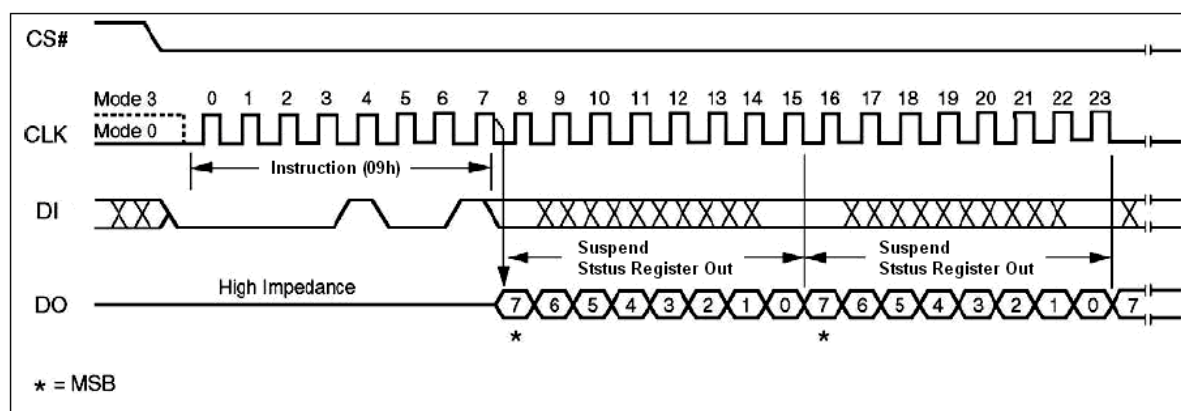 CS#
Mode 3 0 1 2 3 4 5 6 7 8 9 10 11 12 13 14 15 16 17 18 19 20 21 22 23
CLK Mode 0
Instruction (09h)
DI
Suspend Suspend
Ststus Register Out Ststus Register Out
High Impedance
DO 7 6 5 4 3 2 1 0 7 6 5 4 3 2 1 0 7
* *
* = MSB